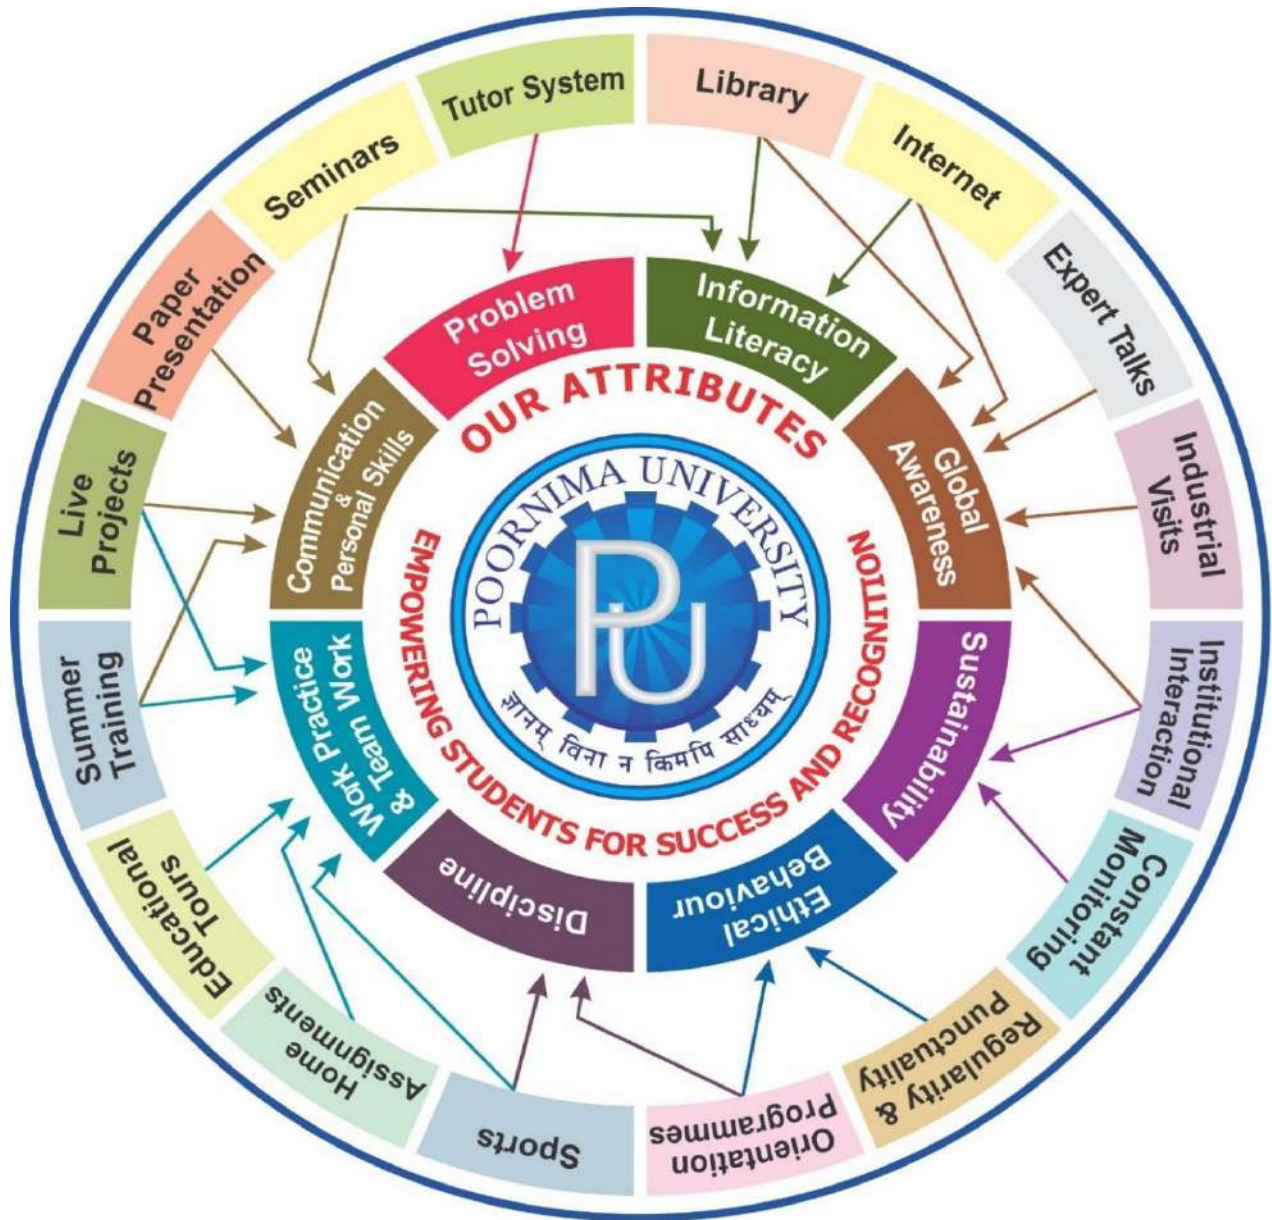 Tutor System
Library
Internet
Expert Talks
Industrial
Visits
Institutional
Interaction
Constant
Monitoring
Regularity &
Punctuality
Orientation
Programmes
Sports
Home
Assignments
Educational
Tours
Summer
Training
Live
Projects
Paper
Presentation
Seminars
Problem
Solving
Information
Literacy
Global
Awareness
Sustainability
Ethical
Behaviour
Discipline
Work Practice
& Team Work
Communication
&
Personal Skills
OUR ATTRIBUTES
EMPOWERING STUDENTS FOR SUCCESS AND RECOGNITION
POORNIMA UNIVERSITY
PU
ज्ञानम् विना न किमपि साध्यम्